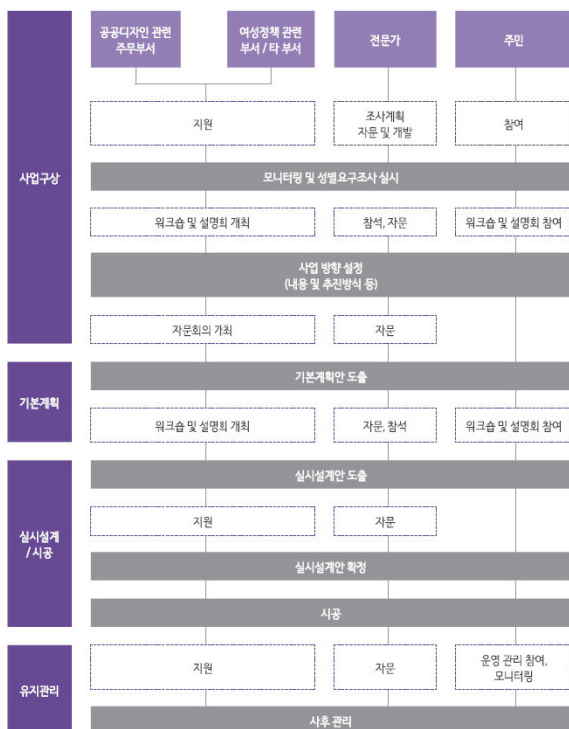 공공디자인 관련
주무부서
여성정책 관련
부서 / 타 부서
전문가
주민
사업구상
지원
조사계획
자문 및 개발
참여
모니터링 및 성별요구조사 실시
워크숍 및 설명회 개최
참석, 자문
워크숍 및 설명회 참여
사업 방향 설정
(내용 및 추진방식 등)
자문회의 가최
자문
기본계획
기본계획안 도출
워크숍 및 설명회 개최
자문, 참석
워크숍 및 설명회 참여
실시설계
/ 시공
실시설계안 도출
지원
자문
실시설계안 확정
시공
유지관리
지원
자문
운영 관리 참여,
모니터링
사후 관리